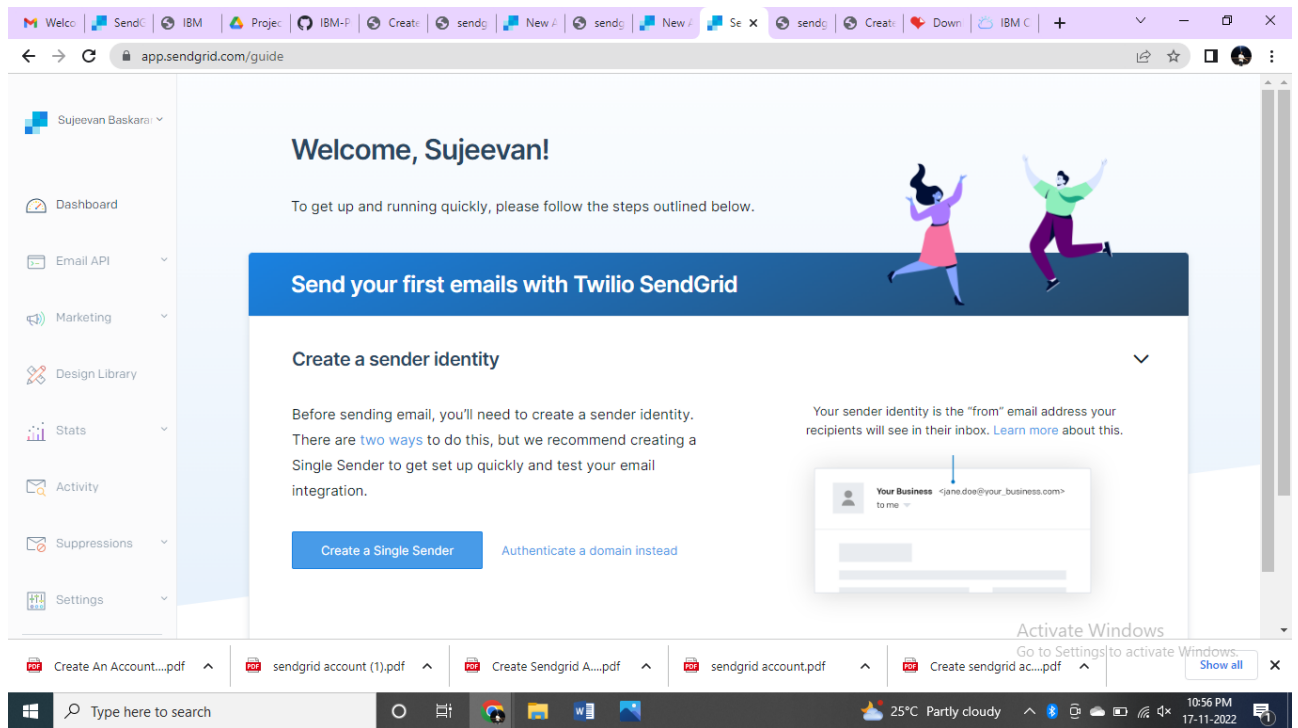 Welco
SendG
IBM
Projec
IBM-P
Create
sendg
New A
sendg
New A
Se
sendg
Create
Down
IBM C
app.sendgrid.com/guide
Sujeevan Baskara
Dashboard
Email API
Marketing
Design Library
Stats
Activity
Suppressions
Settings
Welcome, Sujeevan!
To get up and running quickly, please follow the steps outlined below.
Send your first emails with Twilio SendGrid
Create a sender identity
Before sending email, you'll need to create a sender identity.
There are two ways to do this, but we recommend creating a
Single Sender to get set up quickly and test your email
integration.
Create a Single Sender
Authenticate a domain instead
Your sender identity is the "from" email address your
recipients will see in their inbox. Learn more about this.
Your Business <jane.doe@your_business.com>
to me
Activate Windows
Go to Settings to activate Windows.
Create An Account....pdf
sendgrid account (1).pdf
Create Sendgrid A....pdf
sendgrid account.pdf
Create sendgrid ac....pdf
Show all
Type here to search
25°C Partly cloudy
10:56 PM
17-11-2022
1